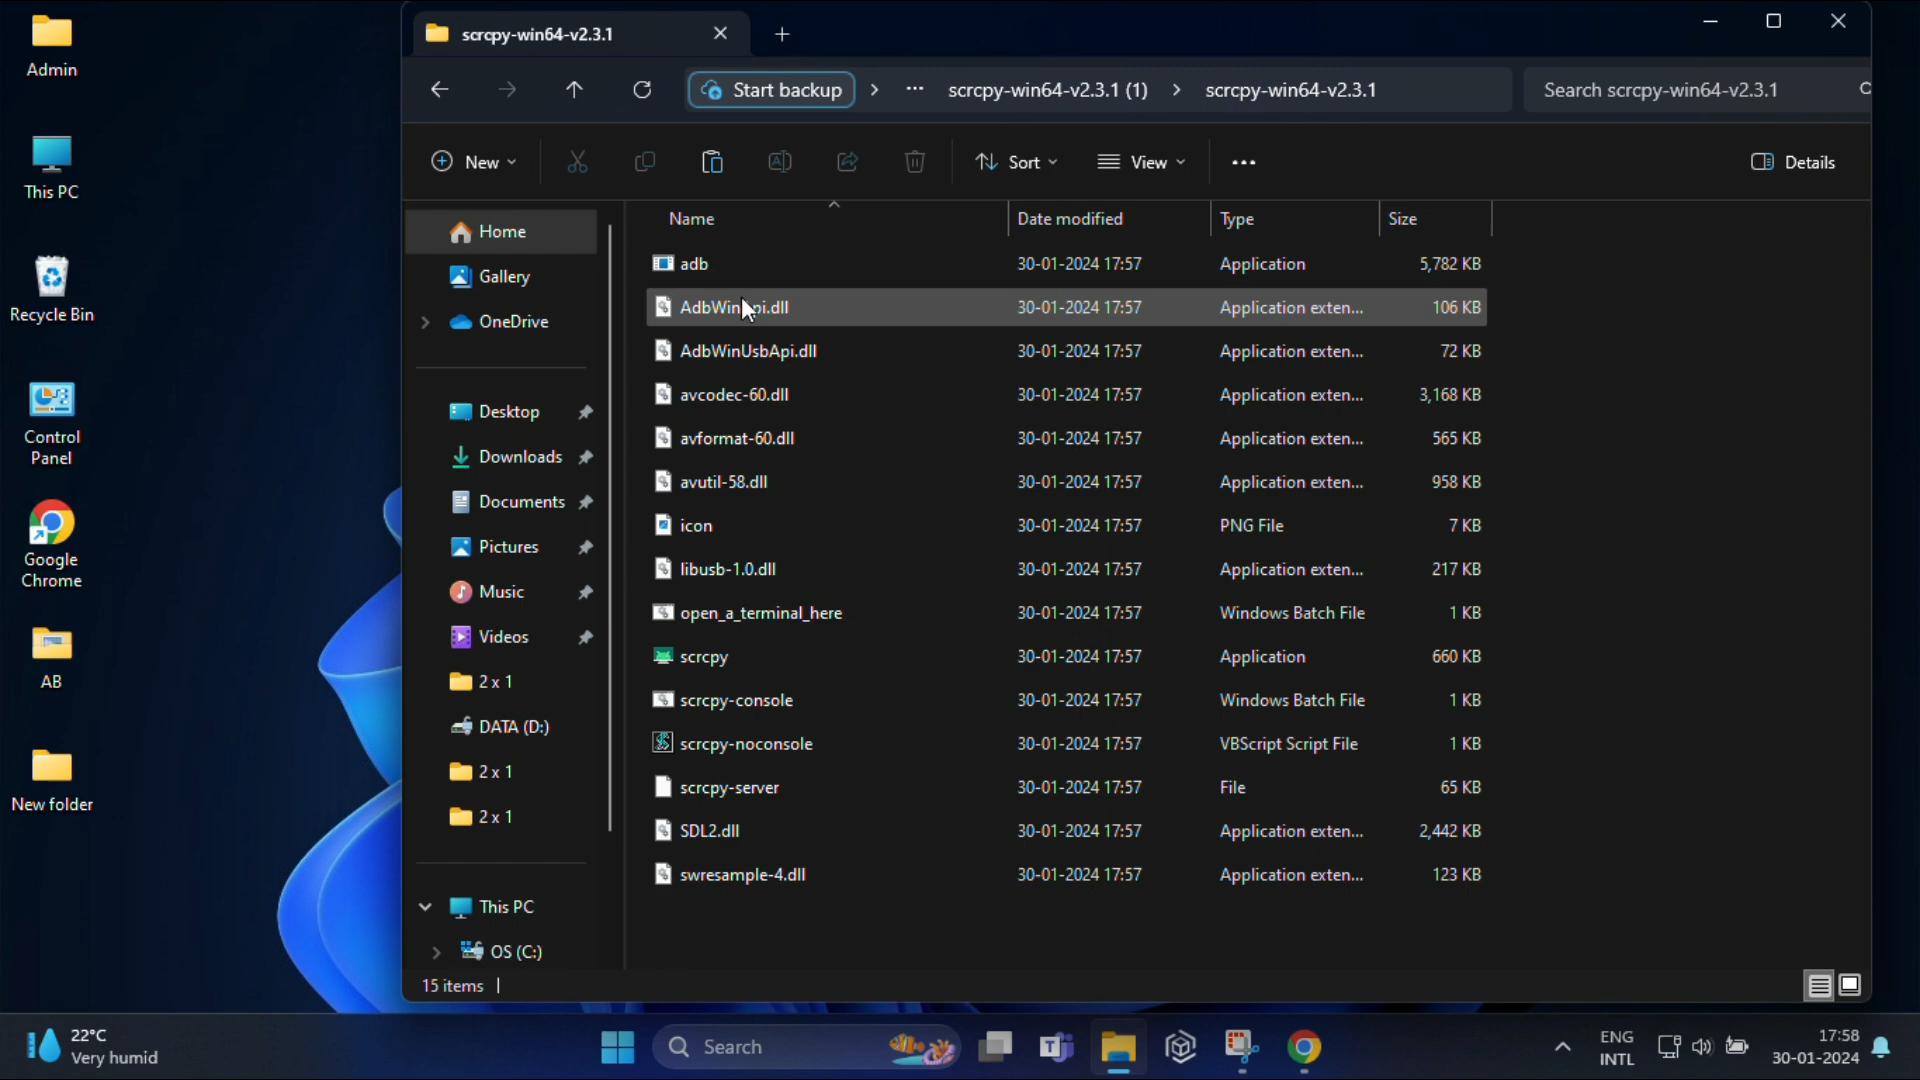 Admin
This PC
Recycle Bin
Control
Panel
Google
Chrome
AB
New folder
scrcpy-win64-v2.3.1
Start backup
scrcpy-win64-v2.3.1 (1)
scrcpy-win64-v2.3.1
Search scrcpy-win64-v2.3.1
New
Sort
View
Details
Home
Gallery
OneDrive
Desktop
Downloads
Documents
Pictures
Music
Videos
2 x 1
DATA (D:)
2 x 1
2 x 1
This PC
OS (C:)
Name Date modified Type Size
adb 30-01-2024 17:57 Application 5,782 KB
30-01-2024 17:57 Application exten... 106 KB
AdbWinUsbApi.dll 30-01-2024 17:57 Application exten... 72 KB
avcodec-60.dll 30-01-2024 17:57 Application exten... 3,168 KB
avformat-60.dll 30-01-2024 17:57 Application exten... 565 KB
avutil-58.dll 30-01-2024 17:57 Application exten... 958 KB
icon 30-01-2024 17:57 PNG File 7 KB
libusb-1.0.dll 30-01-2024 17:57 Application exten... 217 KB
open_a_terminal_here 30-01-2024 17:57 Windows Batch File 1 KB
scrcpy 30-01-2024 17:57 Application 660 KB
scrcpy-console 30-01-2024 17:57 Windows Batch File 1 KB
scrcpy-noconsole 30-01-2024 17:57 VBScript Script File 1 KB
scrcpy-server 30-01-2024 17:57 File 65 KB
SDL2.dll 30-01-2024 17:57 Application exten... 2,442 KB
swresample-4.dll 30-01-2024 17:57 Application exten... 123 KB
15 items
22°C
Very humid
Search
ENG
INTL
17:58
30-01-2024